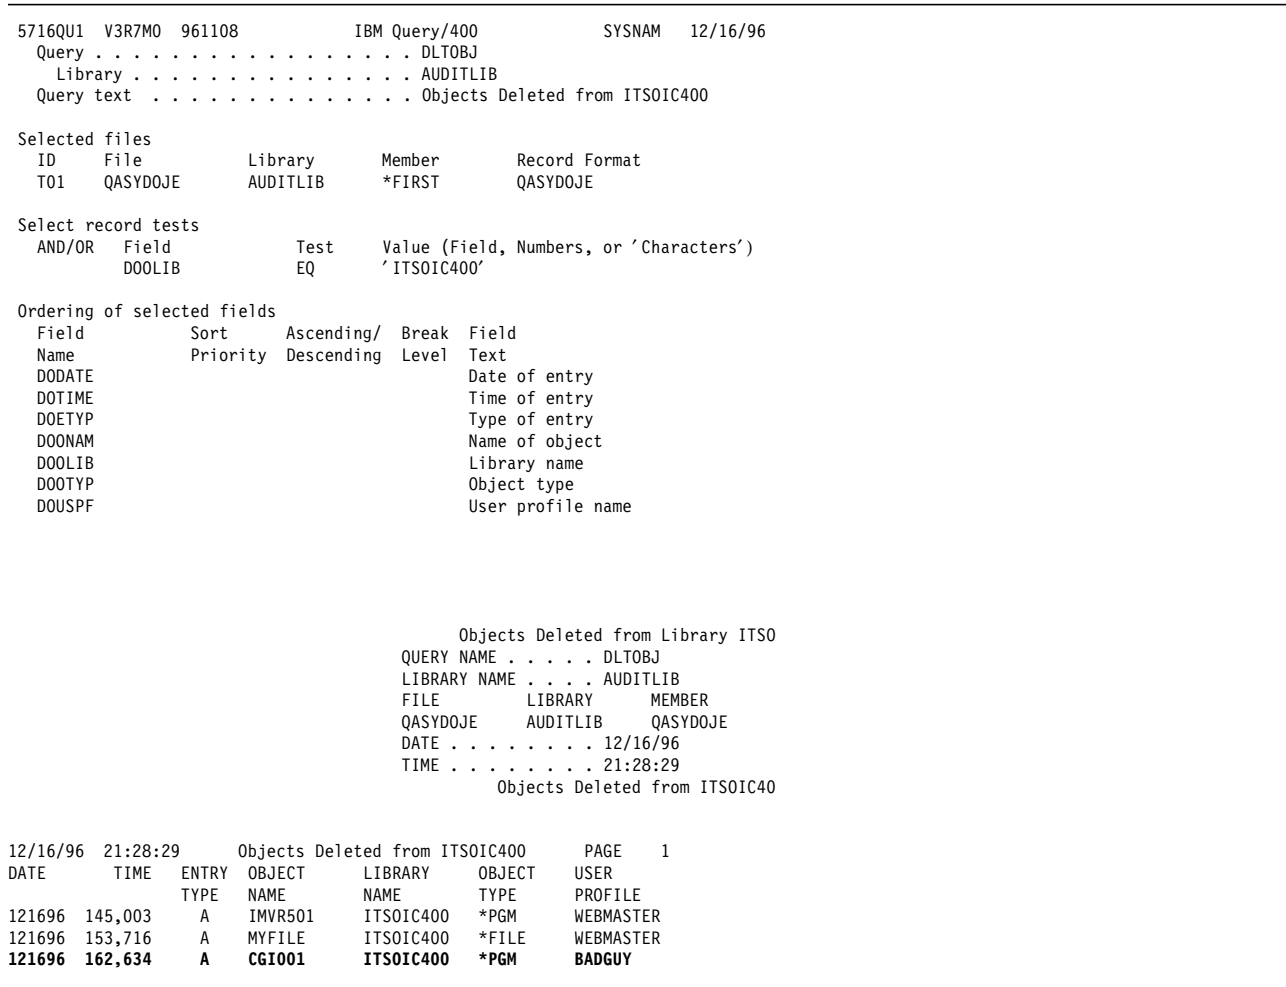 5716QU1  V3R7M0  961108            IBM Query/400             SYSNAM   12/16/96
  Query . . . . . . . . . . . . . . . . . DLTOBJ
    Library . . . . . . . . . . . . . . . AUDITLIB
  Query text  . . . . . . . . . . . . . . Objects Deleted from ITSOIC400
Selected files
  ID     File           Library       Member        Record Format
  T01    QASYDOJE       AUDITLIB      *FIRST        QASYDOJE
Select record tests
  AND/OR   Field             Test     Value (Field, Numbers, or 'Characters')
           DOOLIB            EQ       'ITSOIC400'
Ordering of selected fields
  Field           Sort      Ascending/  Break  Field
  Name            Priority  Descending  Level  Text
  DODATE                                       Date of entry
  DOTIME                                       Time of entry
  DOETYP                                       Type of entry
  DOONAM                                       Name of object
  DOOLIB                                       Library name
  DOOTYP                                       Object type
  DOUSPF                                       User profile name
Objects Deleted from Library ITSO
QUERY NAME . . . . . DLTOBJ
LIBRARY NAME . . . . AUDITLIB
FILE         LIBRARY      MEMBER
QASYDOJE     AUDITLIB     QASYDOJE
DATE . . . . . . . . 12/16/96
TIME . . . . . . . . 21:28:29
Objects Deleted from ITSOIC40
12/16/96  21:28:29      Objects Deleted from ITSOIC400      PAGE    1
DATE       TIME   ENTRY  OBJECT      LIBRARY     OBJECT    USER
                  TYPE   NAME        NAME        TYPE      PROFILE
121696  145,003     A    IMVR501     ITSOIC400   *PGM      WEBMASTER
121696  153,716     A    MYFILE      ITSOIC400   *FILE     WEBMASTER
121696  162,634     A    CGI001      ITSOIC400   *PGM      BADGUY